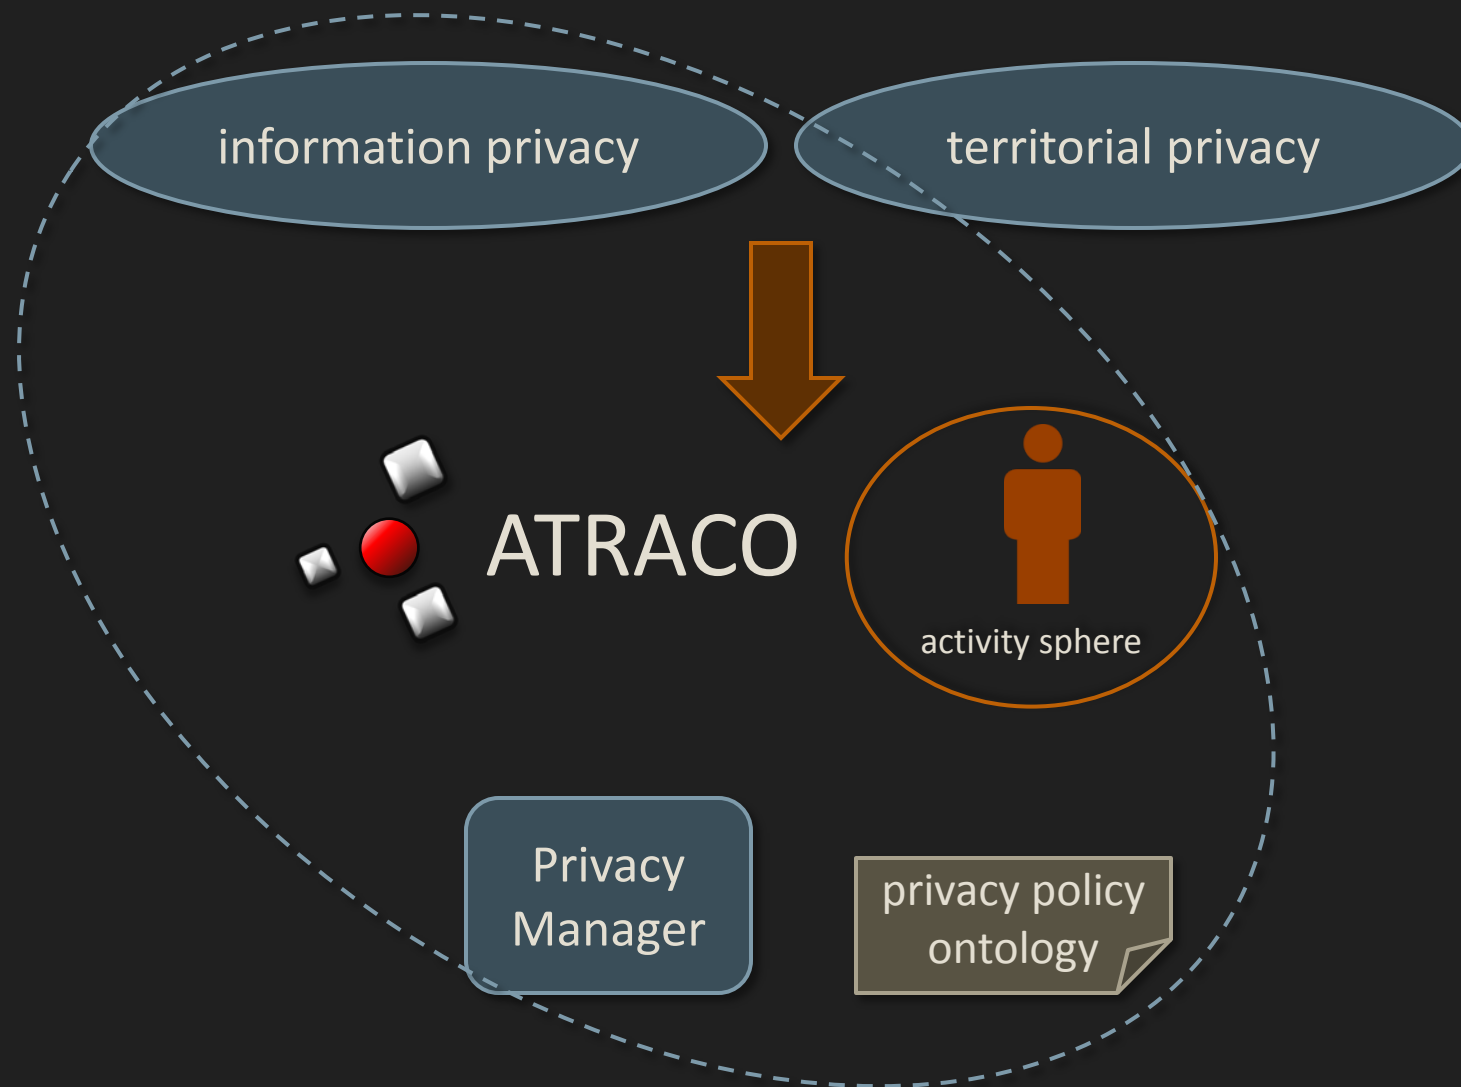 information privacy
territorial privacy
ATRACO
activity sphere
Privacy
Manager
privacy policy
ontology